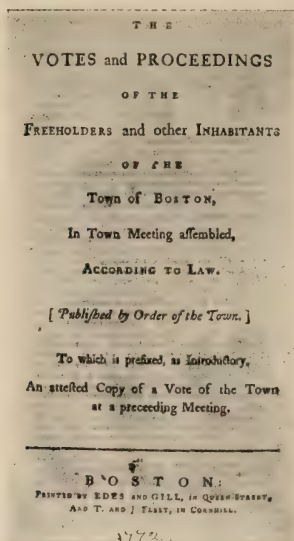 THE
VOTES and PROCEEDINGS
OF THE
FREEHOLDERS and other INHABITANTS
OF THE
Town of BOSTON,
In Town Meeting aſſembled,
ACCORDING TO LAW.
[ Publiſhed by Order of the Town. ]
To which is prefixed, as Introductory,
An atteſted Copy of a Vote of the Town
at a preceeding Meeting.
BOSTON:
PRINTED BY EDES AND GILL, IN QUEEN STREET,
AND T. AND J FLEET, IN CORNHILL.
1772.